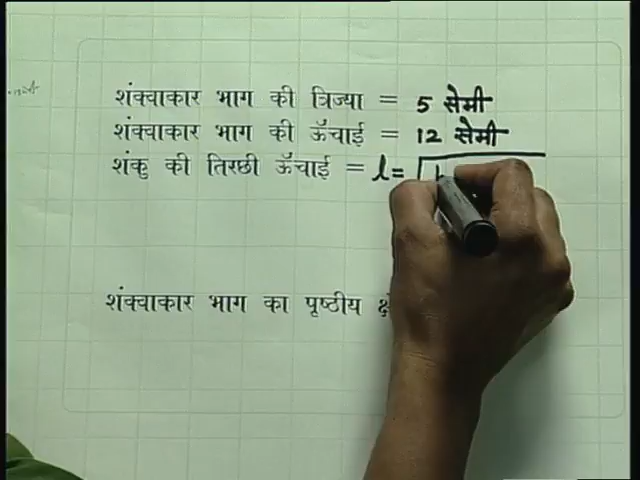 शंक्वाकार भाग की त्रिज्या = 5 सेमी
शंक्वाकार भाग की ऊॅंचाई = 12 सेमी
शंकु की तिरछी ऊॅंचाई = l = √
शंक्वाकार भाग का पृष्ठीय